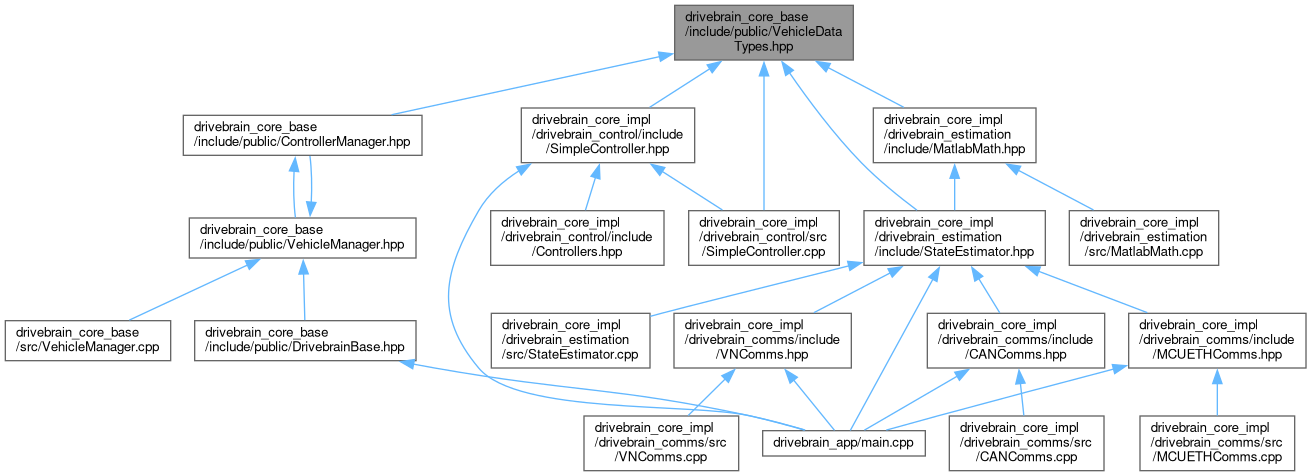 drivebrain_core_base
/include/public/VehicleData
Types.hpp
drivebrain_core_base
/include/public/ControllerManager.hpp
drivebrain_core_impl
/drivebrain_control/include
/SimpleController.hpp
drivebrain_core_impl
/drivebrain_estimation
/include/MatlabMath.hpp
drivebrain_core_base
/include/public/VehicleManager.hpp
drivebrain_core_impl
/drivebrain_control/include
/Controllers.hpp
drivebrain_core_impl
/drivebrain_control/src
/SimpleController.cpp
drivebrain_core_impl
/drivebrain_estimation
/include/StateEstimator.hpp
drivebrain_core_impl
/drivebrain_estimation
/src/MatlabMath.cpp
drivebrain_core_base
/src/VehicleManager.cpp
drivebrain_core_base
/include/public/DrivebrainBase.hpp
drivebrain_core_impl
/drivebrain_estimation
/src/StateEstimator.cpp
drivebrain_core_impl
/drivebrain_comms/include
/VNComms.hpp
drivebrain_core_impl
/drivebrain_comms/include
/CANComms.hpp
drivebrain_core_impl
/drivebrain_comms/include
/MCUETHComms.hpp
drivebrain_core_impl
/drivebrain_comms/src
/VNComms.cpp
drivebrain_app/main.cpp
drivebrain_core_impl
/drivebrain_comms/src
/CANComms.cpp
drivebrain_core_impl
/drivebrain_comms/src
/MCUETHComms.cpp